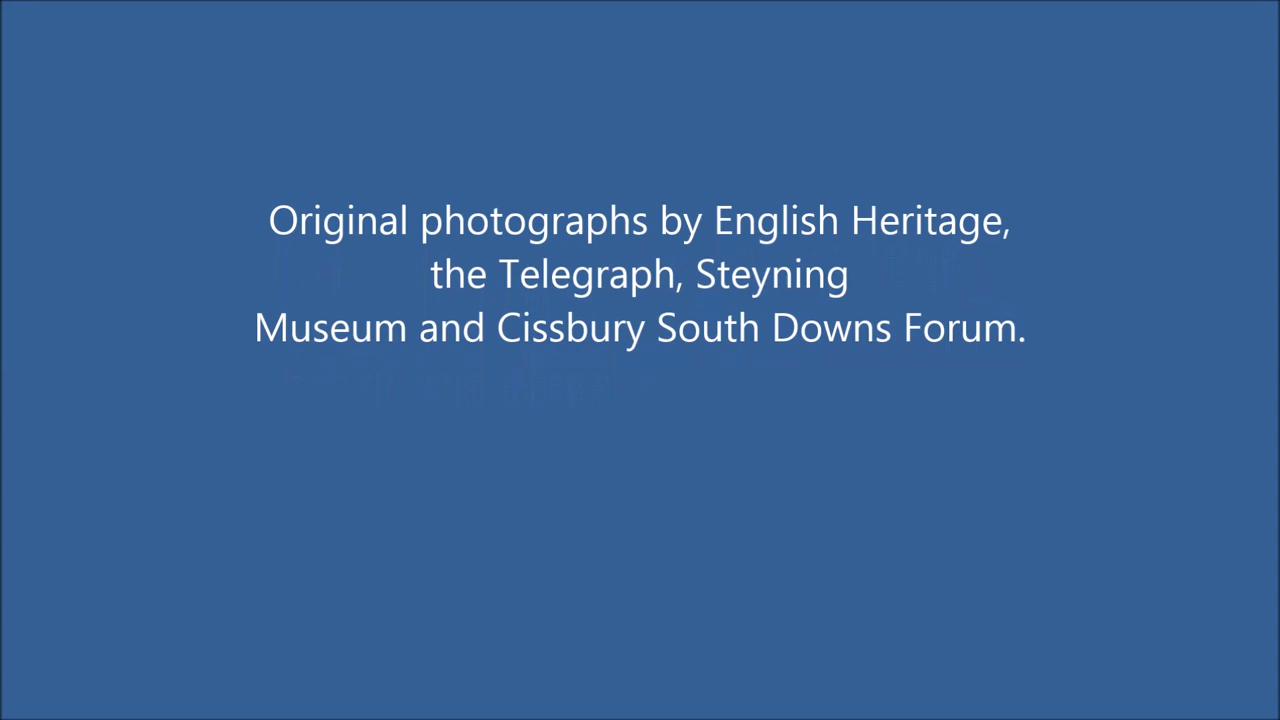 Original photographs by English Heritage,
the Telegraph, Steyning
Museum and Cissbury South Downs Forum.